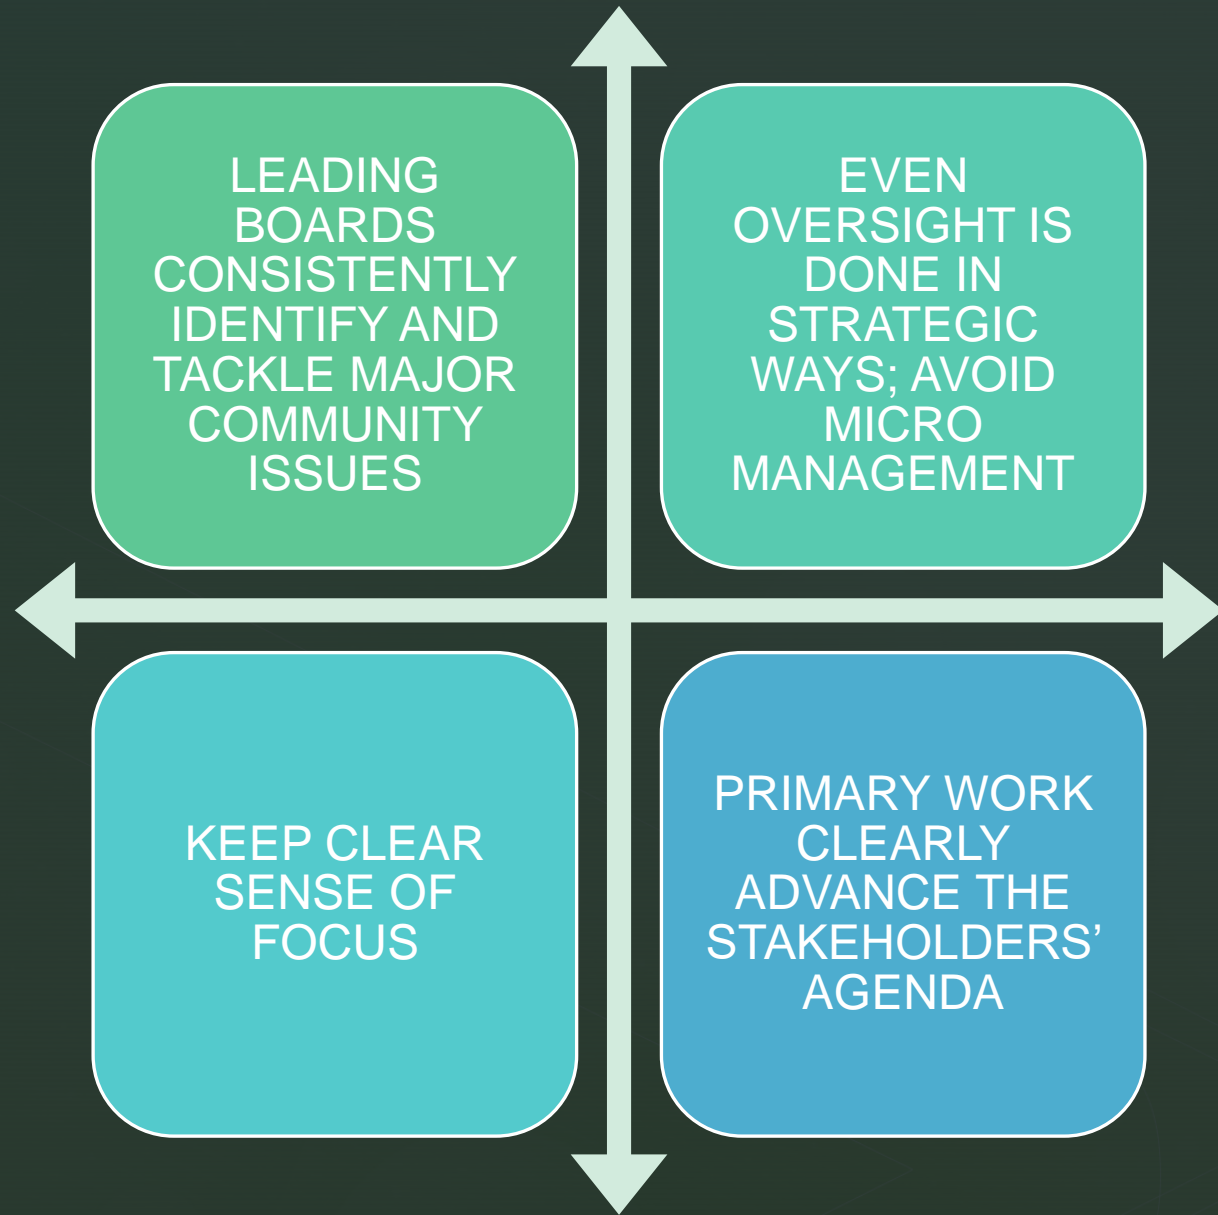 LEADING
BOARDS
CONSISTENTLY
IDENTIFY AND
TACKLE MAJOR
COMMUNITY
ISSUES
EVEN
OVERSIGHT IS
DONE IN
STRATEGIC
WAYS; AVOID
MICRO
MANAGEMENT
KEEP CLEAR
SENSE OF
FOCUS
PRIMARY WORK
CLEARLY
ADVANCE THE
STAKEHOLDERS’
AGENDA